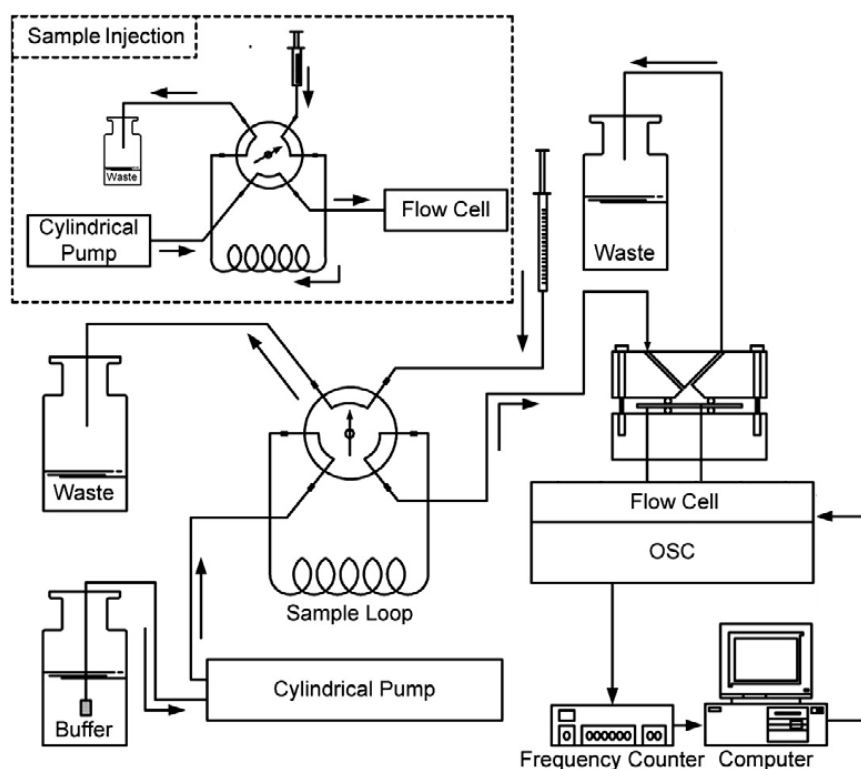 Sample Injection
Waste
Cylindrical
Pump
Flow Cell
Waste
Waste
Sample Loop
Flow Cell
OSC
Buffer
Cylindrical Pump
Frequency Counter
Computer